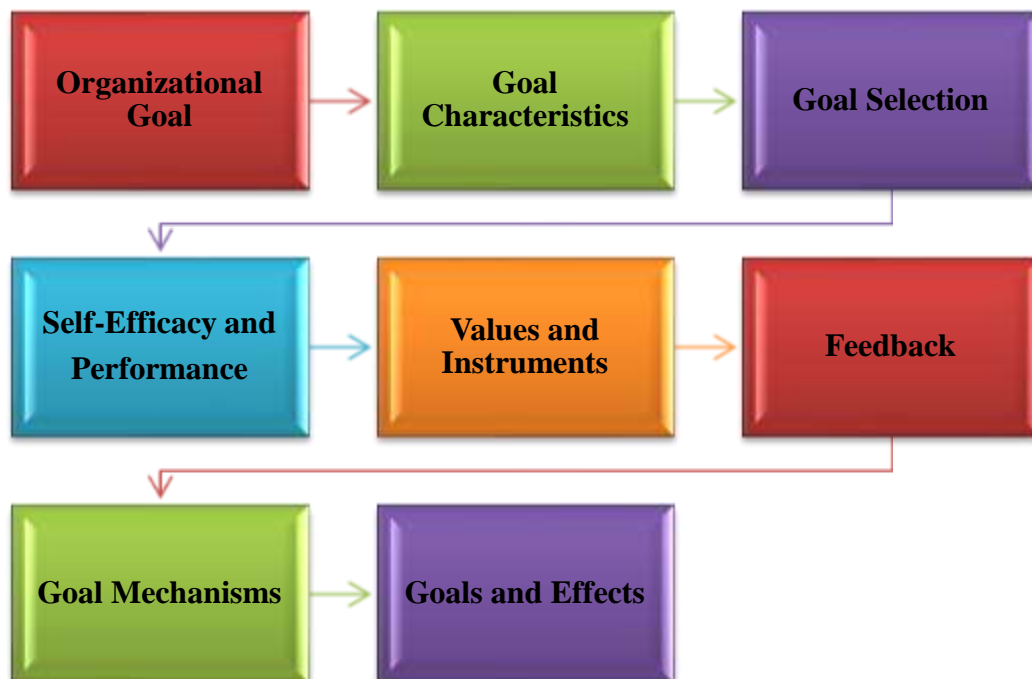 Organizational
Goal
Goal
Characteristics
Goal Selection
Self-Efficacy and
Performance
Values and
Instruments
Feedback
Goal Mechanisms
Goals and Effects